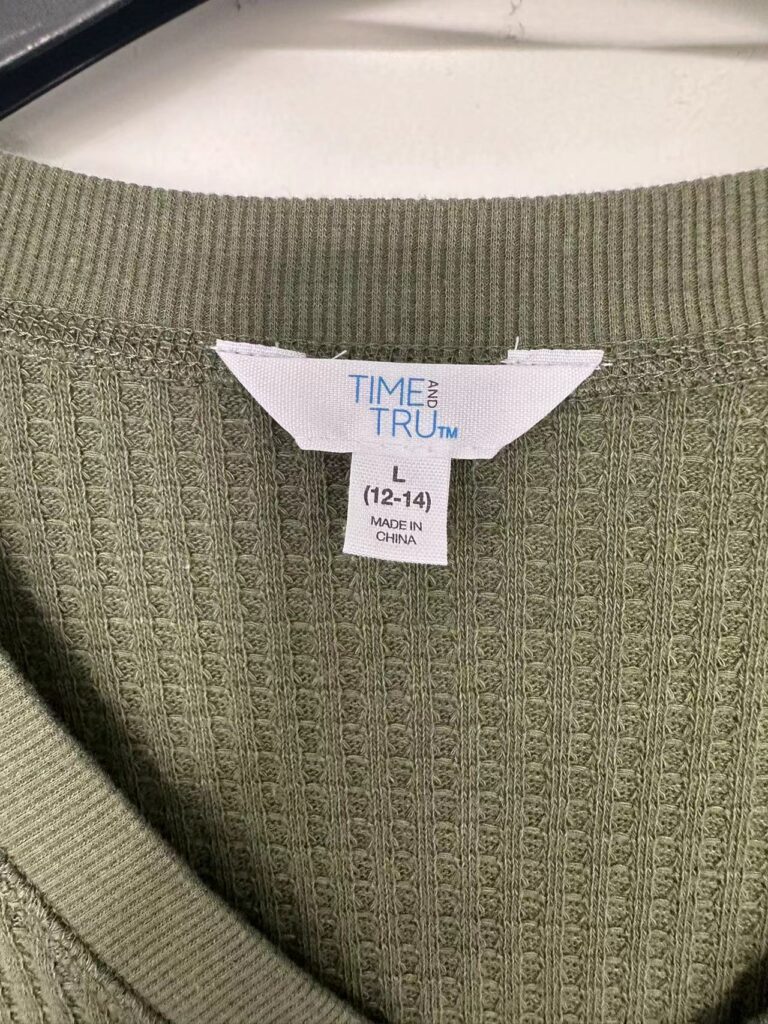 TIME AND
TRU™
L
(12-14)
MADE IN
CHINA